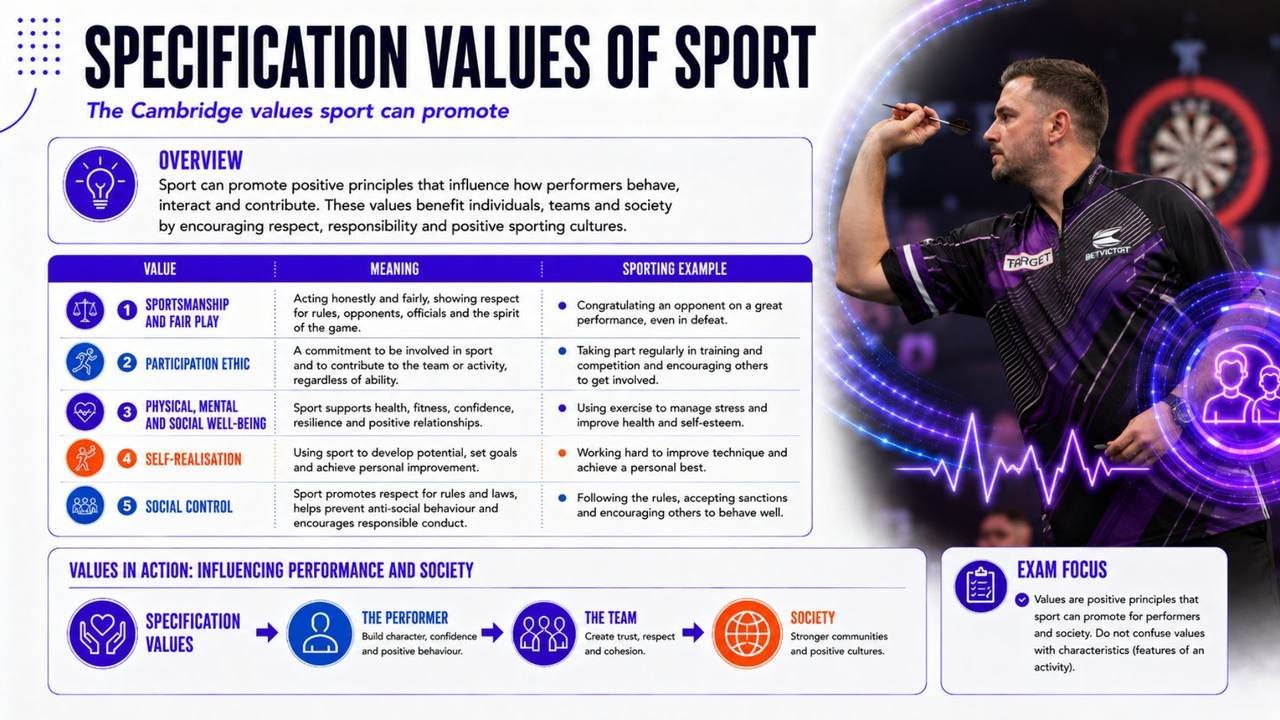 SPECIFICATION VALUES OF SPORT
The Cambridge values sport can promote
OVERVIEW
Sport can promote positive principles that influence how performers behave,
interact and contribute. These values benefit individuals, teams and society
by encouraging respect, responsibility and positive sporting cultures.
VALUE MEANING SPORTING EXAMPLE
1 SPORTSMANSHIP
AND FAIR PLAY
Acting honestly and fairly, showing respect
for rules, opponents, officials and the spirit
of the game.
Congratulating an opponent on a great
performance, even in defeat.
2 PARTICIPATION ETHIC
A commitment to be involved in sport
and to contribute to the team or activity,
regardless of ability.
Taking part regularly in training and
competition and encouraging others
to get involved.
3 PHYSICAL, MENTAL
AND SOCIAL WELL-BEING
Sport supports health, fitness, confidence,
resilience and positive relationships.
Using exercise to manage stress and
improve health and self-esteem.
4 SELF-REALISATION
Using sport to develop potential, set goals
and achieve personal improvement.
Working hard to improve technique and
achieve a personal best.
5 SOCIAL CONTROL
Sport promotes respect for rules and laws,
helps prevent anti-social behaviour and
encourages responsible conduct.
Following the rules, accepting sanctions
and encouraging others to behave well.
TARGET
BETVICTOR
VALUES IN ACTION: INFLUENCING PERFORMANCE AND SOCIETY
SPECIFICATION
VALUES
THE PERFORMER
Build character, confidence
and positive behaviour.
THE TEAM
Create trust, respect
and cohesion.
SOCIETY
Stronger communities
and positive cultures.
EXAM FOCUS
Values are positive principles that
sport can promote for performers
and society. Do not confuse values
with characteristics (features of an
activity).